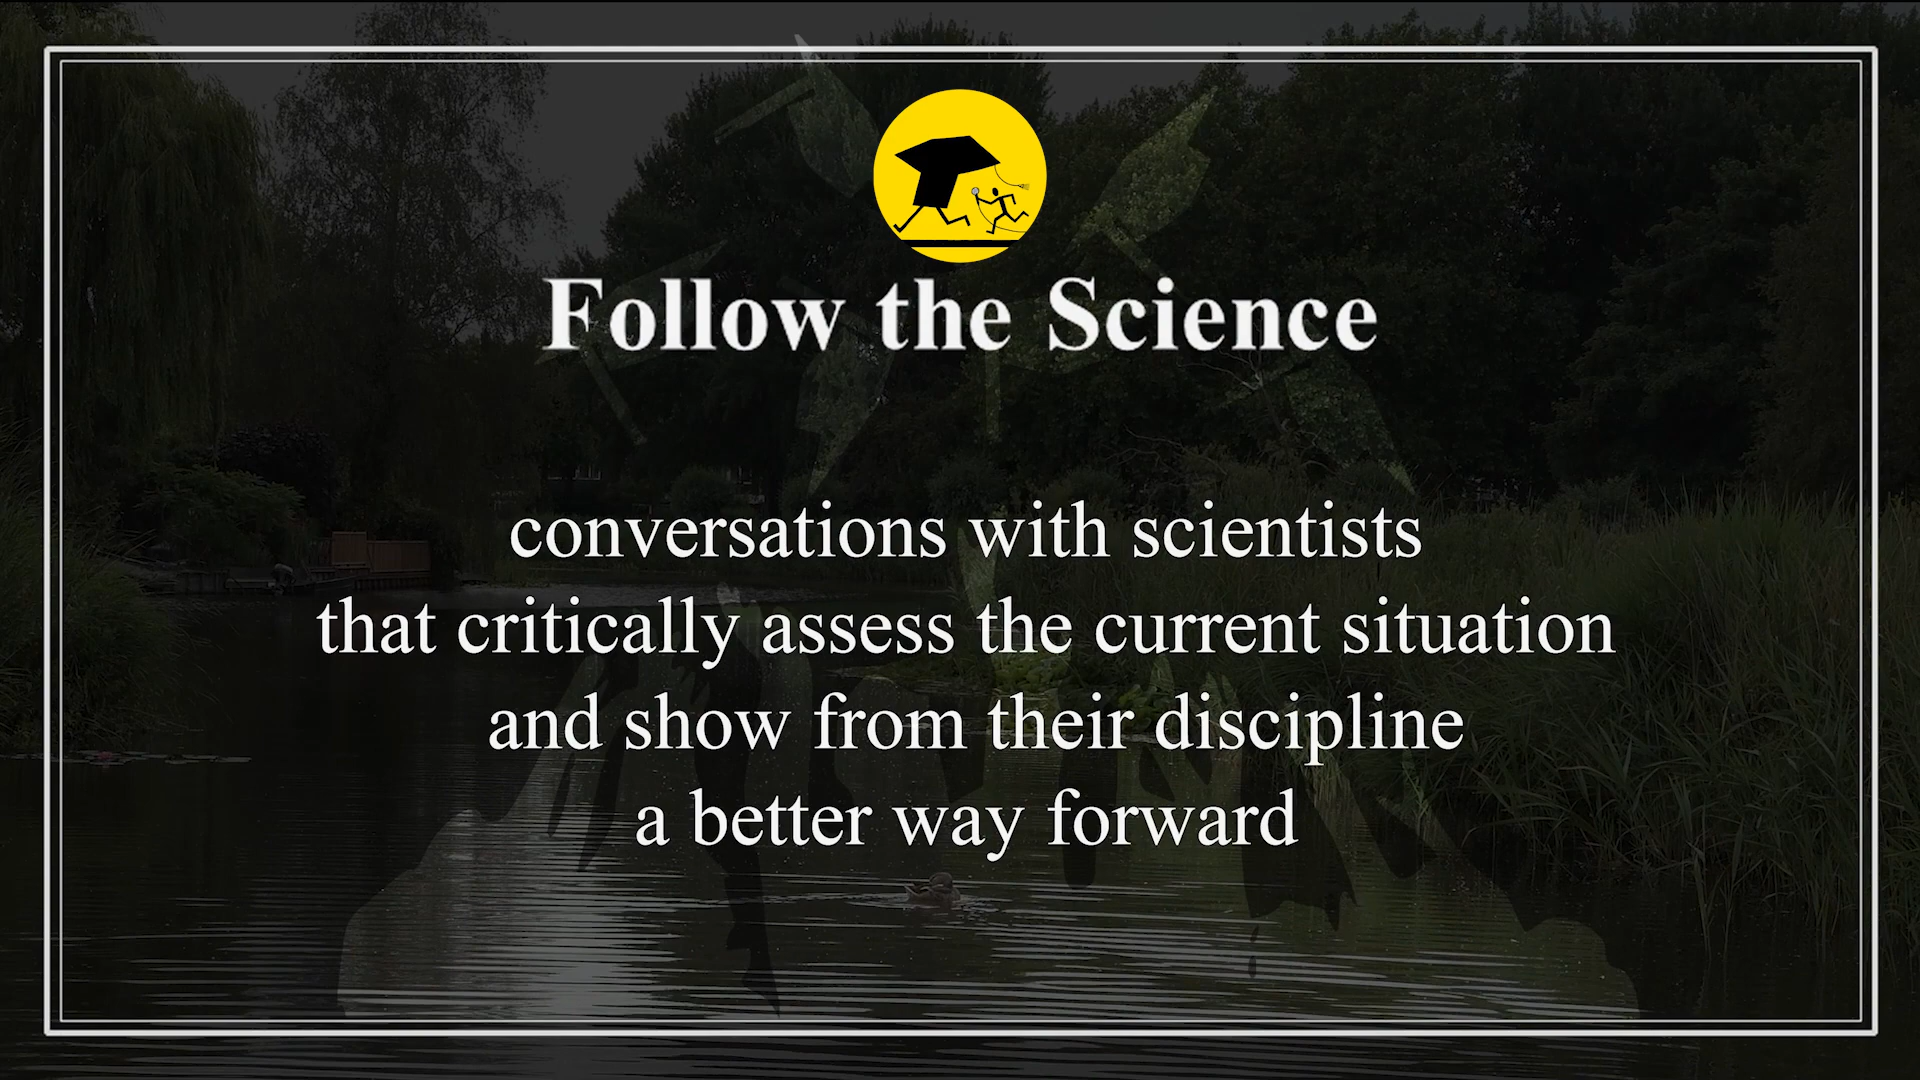 Follow the Science
conversations with scientists
that critically assess the current situation
and show from their discipline
a better way forward